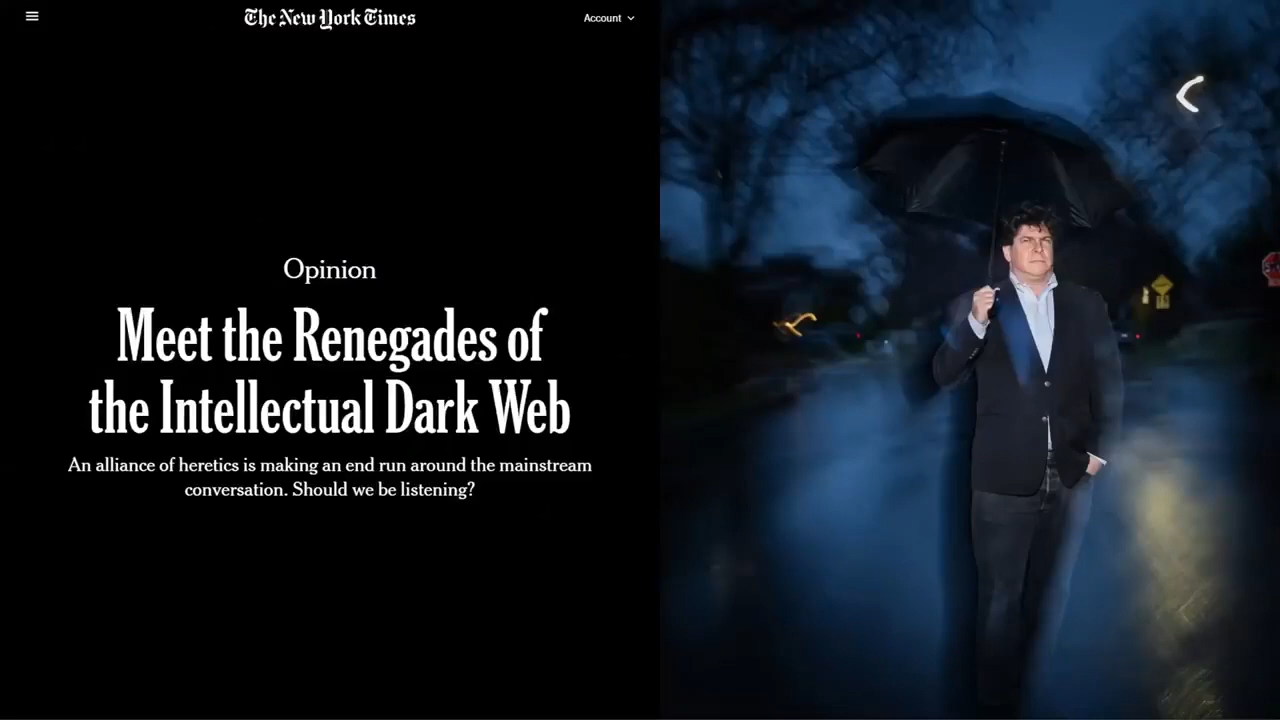 The New York Times
Account
Opinion
Meet the Renegades of
the Intellectual Dark Web
An alliance of heretics is making an end run around the mainstream
conversation. Should we be listening?